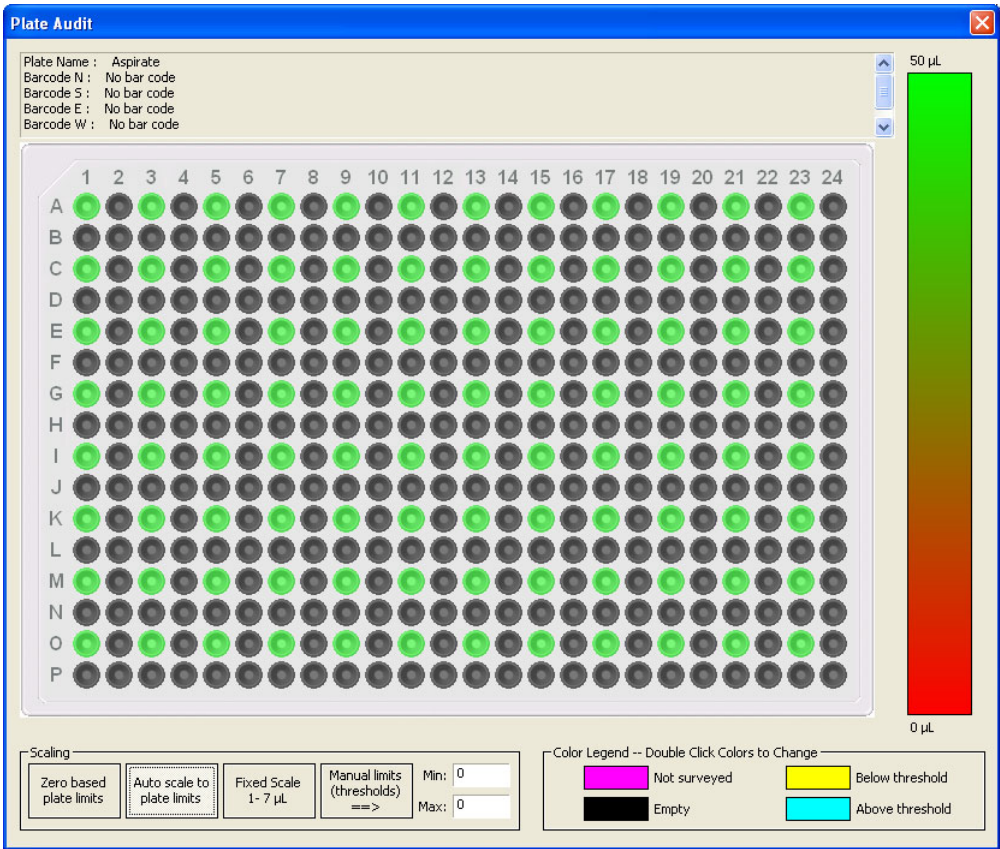 Plate Audit
Plate Name : Aspirate
Barcode N : No bar code
Barcode S : No bar code
Barcode E : No bar code
Barcode W : No bar code
50 µL
1 2 3 4 5 6 7 8 9 10 11 12 13 14 15 16 17 18 19 20 21 22 23 24
A
B
C
D
E
F
G
H
I
J
K
L
M
N
O
P
0 µL
Scaling
Zero based
plate limits
Auto scale to
plate limits
Fixed Scale
1- 7 µL
Manual limits
(thresholds)
==>
Min: 0
Max: 0
Color Legend -- Double Click Colors to Change
Not surveyed
Below threshold
Empty
Above threshold